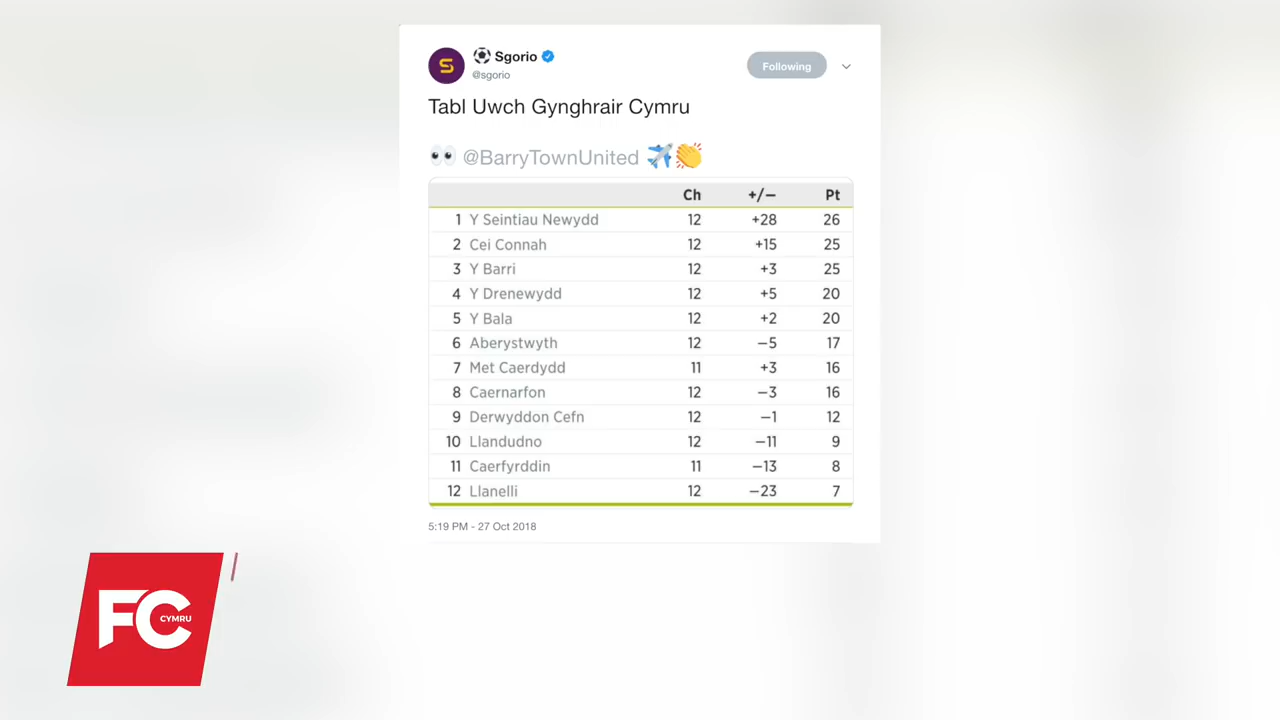 ⚽ Sgorio
@sgorio
Following
Tabl Uwch Gynghrair Cymru
👀 @BarryTownUnited ✈️👏
Ch +/− Pt
1 Y Seintiau Newydd 12 +28 26
2 Cei Connah 12 +15 25
3 Y Barri 12 +3 25
4 Y Drenewydd 12 +5 20
5 Y Bala 12 +2 20
6 Aberystwyth 12 −5 17
7 Met Caerdydd 11 +3 16
8 Caernarfon 12 −3 16
9 Derwyddon Cefn 12 −1 12
10 Llandudno 12 −11 9
11 Caerfyrddin 11 −13 8
12 Llanelli 12 −23 7
5:19 PM - 27 Oct 2018
FC CYMRU